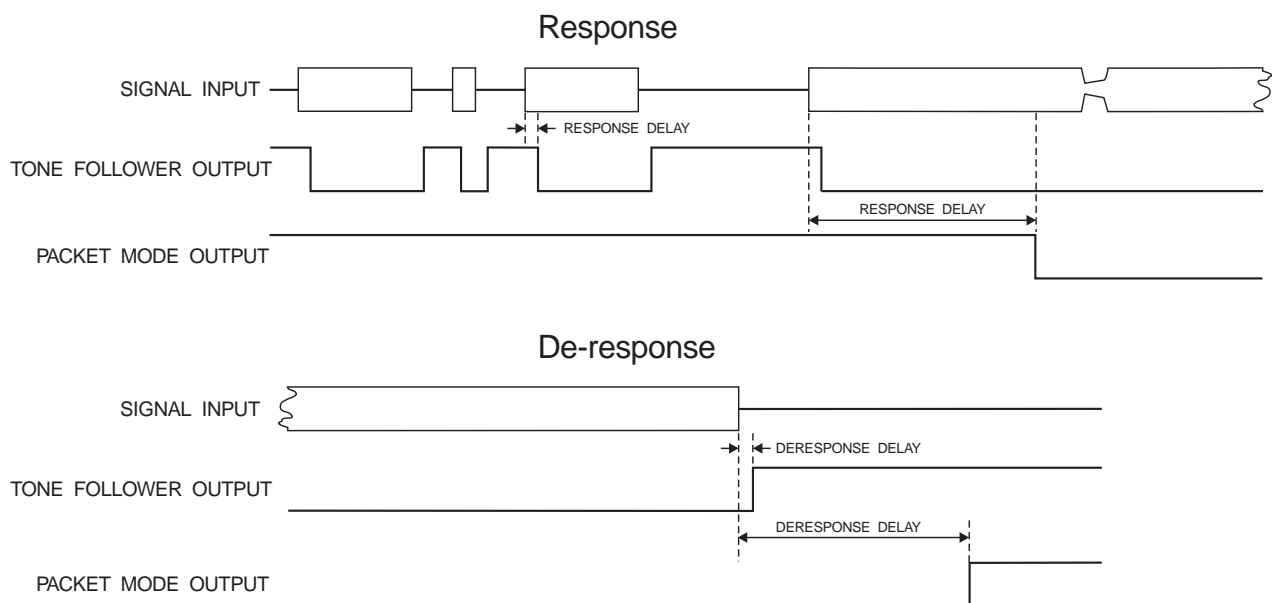 Response
SIGNAL INPUT
RESPONSE DELAY
TONE FOLLOWER OUTPUT
RESPONSE DELAY
PACKET MODE OUTPUT
De-response
SIGNAL INPUT
DERESPONSE DELAY
TONE FOLLOWER OUTPUT
DERESPONSE DELAY
PACKET MODE OUTPUT